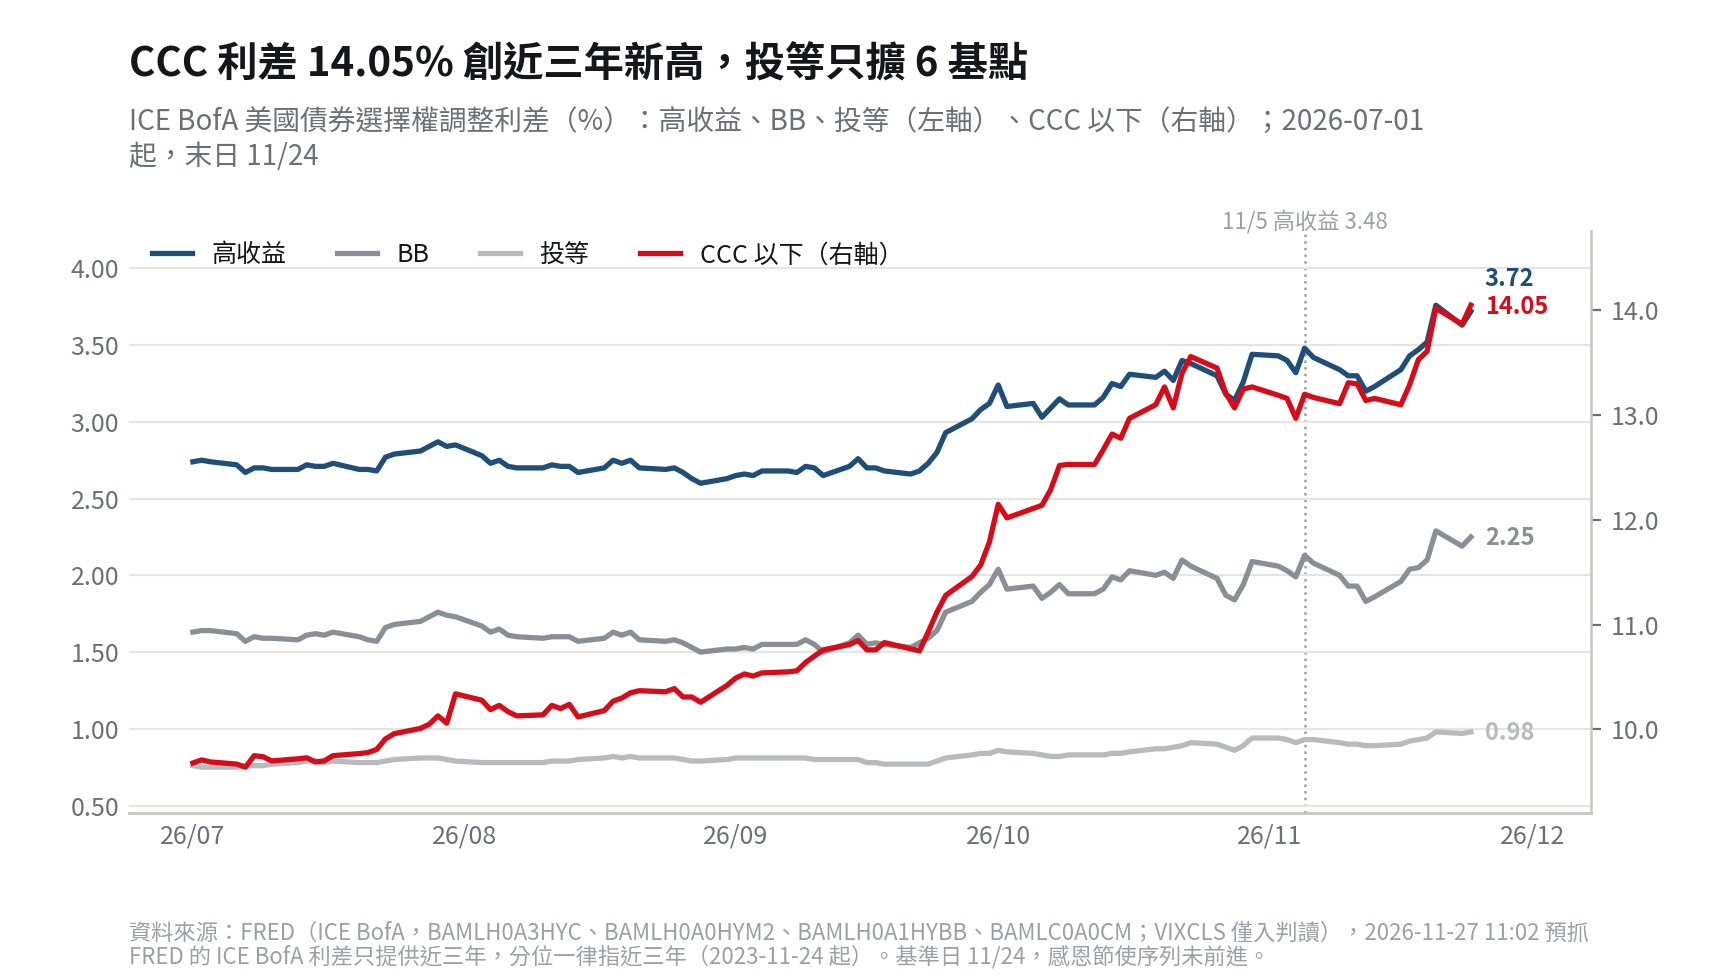 CCC 利差 14.05% 創近三年新高，投等只擴 6 基點
ICE BofA 美國債券選擇權調整利差（%）：高收益、BB、投等（左軸）、CCC 以下（右軸）；2026-07-01
起，末日 11/24
11/5 高收益 3.48
高收益 BB 投等 CCC 以下（右軸）
4.00
3.50
3.00
2.50
2.00
1.50
1.00
0.50
3.72
14.05
2.25
0.98
14.0
13.0
12.0
11.0
10.0
26/07 26/08 26/09 26/10 26/11 26/12
資料來源：FRED（ICE BofA，BAMLH0A3HYC、BAMLH0A0HYM2、BAMLH0A1HYBB、BAMLC0A0CM；VIXCLS 僅入判讀），2026-11-27 11:02 預抓
FRED 的 ICE BofA 利差只提供近三年，分位一律指近三年（2023-11-24 起）。基準日 11/24，感恩節使序列未前進。